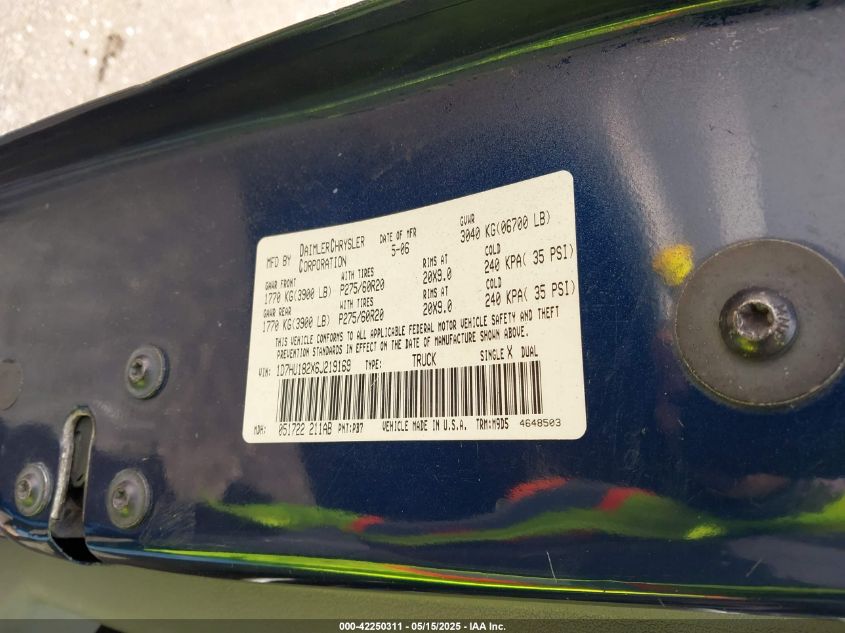 MFD BY DAIMLERCHRYSLER CORPORATION DATE OF MFR 5-06 GVWR 3040 KG(06700 LB)
GAWR FRONT WITH TIRES RIMS AT COLD
1770 KG(3900 LB) P275/60R20 20X9.0 240 KPA( 35 PSI)
GAWR REAR WITH TIRES RIMS AT COLD
1770 KG(3900 LB) P275/60R20 20X9.0 240 KPA( 35 PSI)
THIS VEHICLE CONFORMS TO ALL APPLICABLE FEDERAL MOTOR VEHICLE SAFETY AND THEFT
PREVENTION STANDARDS IN EFFECT ON THE DATE OF MANUFACTURE SHOWN ABOVE.
VIN: 1D7HU182X6J219169 TYPE: TRUCK SINGLE X DUAL
MDH: 051722 211AB PNT:PB7 VEHICLE MADE IN U.S.A. TRM:M9D5 4648503
000-42250311 - 05/15/2025 - IAA Inc.